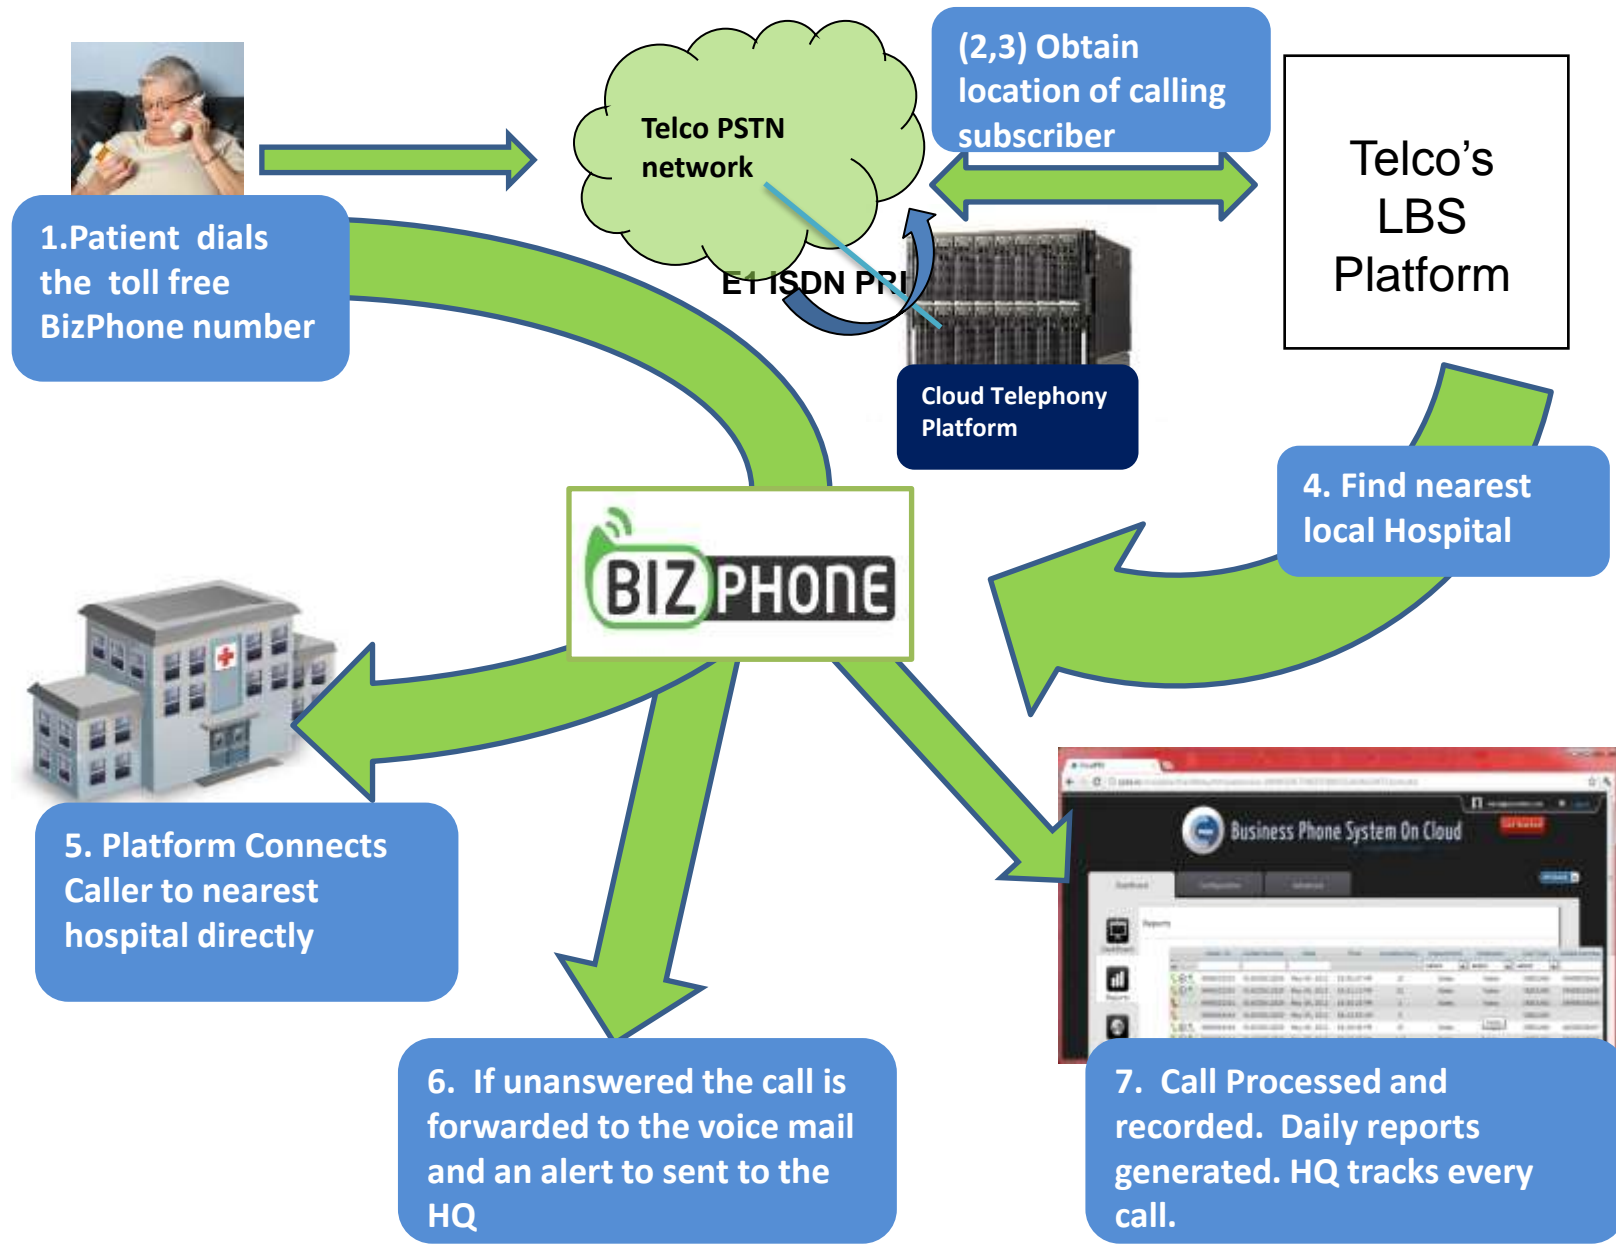 1.Patient  dials
the  toll free
BizPhone number
Telco PSTN
network
(2,3) Obtain
location of calling
subscriber
Telco's
LBS
Platform
E1 ISDN PRI
Cloud Telephony
Platform
4. Find nearest
local Hospital
BIZPHONE
5. Platform Connects
Caller to nearest
hospital directly
Business Phone System On Cloud
Reports
6.  If unanswered the call is
forwarded to the voice mail
and an alert to sent to the
HQ
7.  Call Processed and
recorded.  Daily reports
generated. HQ tracks every
call.